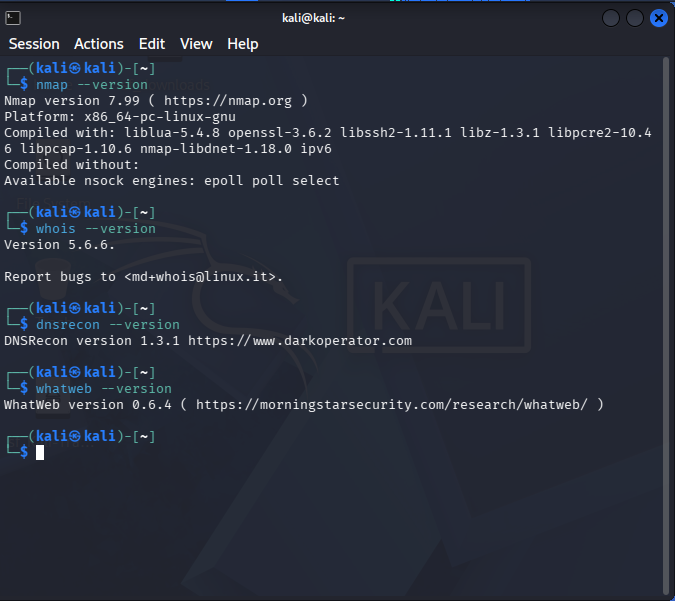 kali@kali: ~
Session Actions Edit View Help
┌──(kali㉿kali)-[~]
└─$ nmap --version
Nmap version 7.99 ( https://nmap.org )
Platform: x86_64-pc-linux-gnu
Compiled with: liblua-5.4.8 openssl-3.6.2 libssh2-1.11.1 libz-1.3.1 libpcre2-10.4
6 libpcap-1.10.6 nmap-libdnet-1.18.0 ipv6
Compiled without:
Available nsock engines: epoll poll select
┌──(kali㉿kali)-[~]
└─$ whois --version
Version 5.6.6.
Report bugs to <md+whois@linux.it>.
┌──(kali㉿kali)-[~]
└─$ dnsrecon --version
DNSRecon version 1.3.1 https://www.darkoperator.com
┌──(kali㉿kali)-[~]
└─$ whatweb --version
WhatWeb version 0.6.4 ( https://morningstarsecurity.com/research/whatweb/ )
┌──(kali㉿kali)-[~]
└─$
KALI